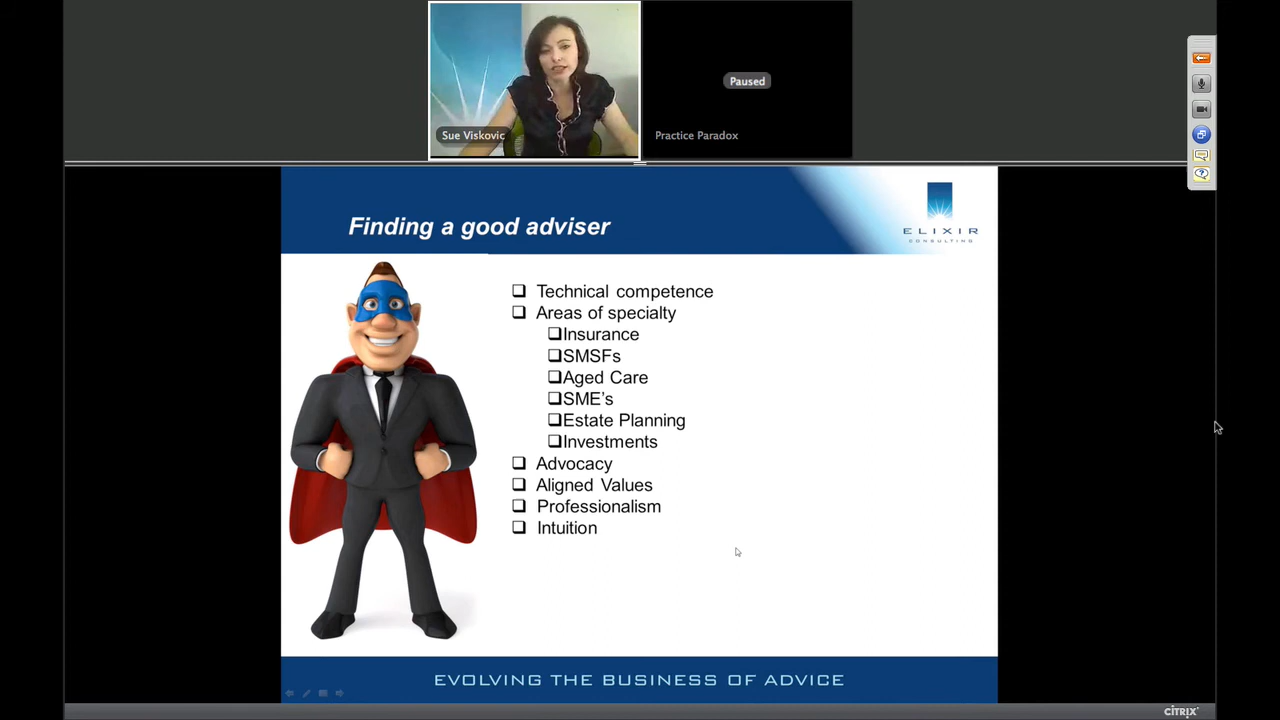 Sue Viskovic
Paused
Practice Paradox
Finding a good adviser
ELIXIR
CONSULTING
❑ Technical competence
❑ Areas of specialty
❑Insurance
❑SMSFs
❑Aged Care
❑SME's
❑Estate Planning
❑Investments
❑ Advocacy
❑ Aligned Values
❑ Professionalism
❑ Intuition
EVOLVING THE BUSINESS OF ADVICE
CITRIX